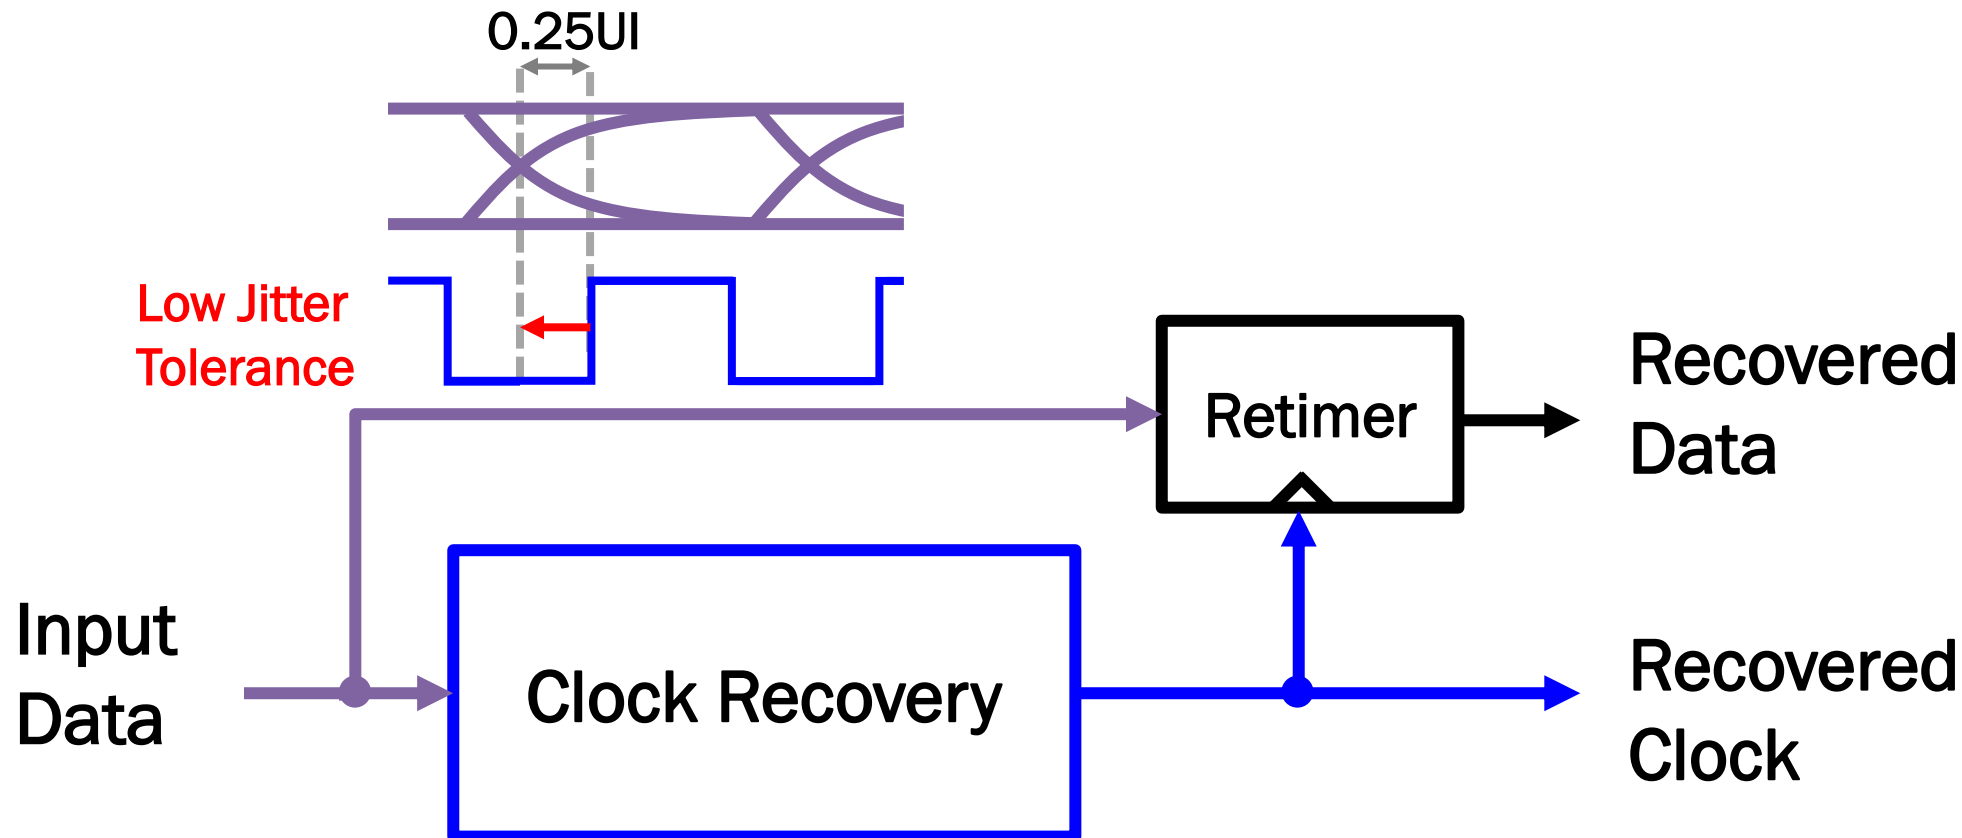 0.25UI
Low Jitter
Tolerance
Retimer
Recovered
Data
Input
Data
Clock Recovery
Recovered
Clock